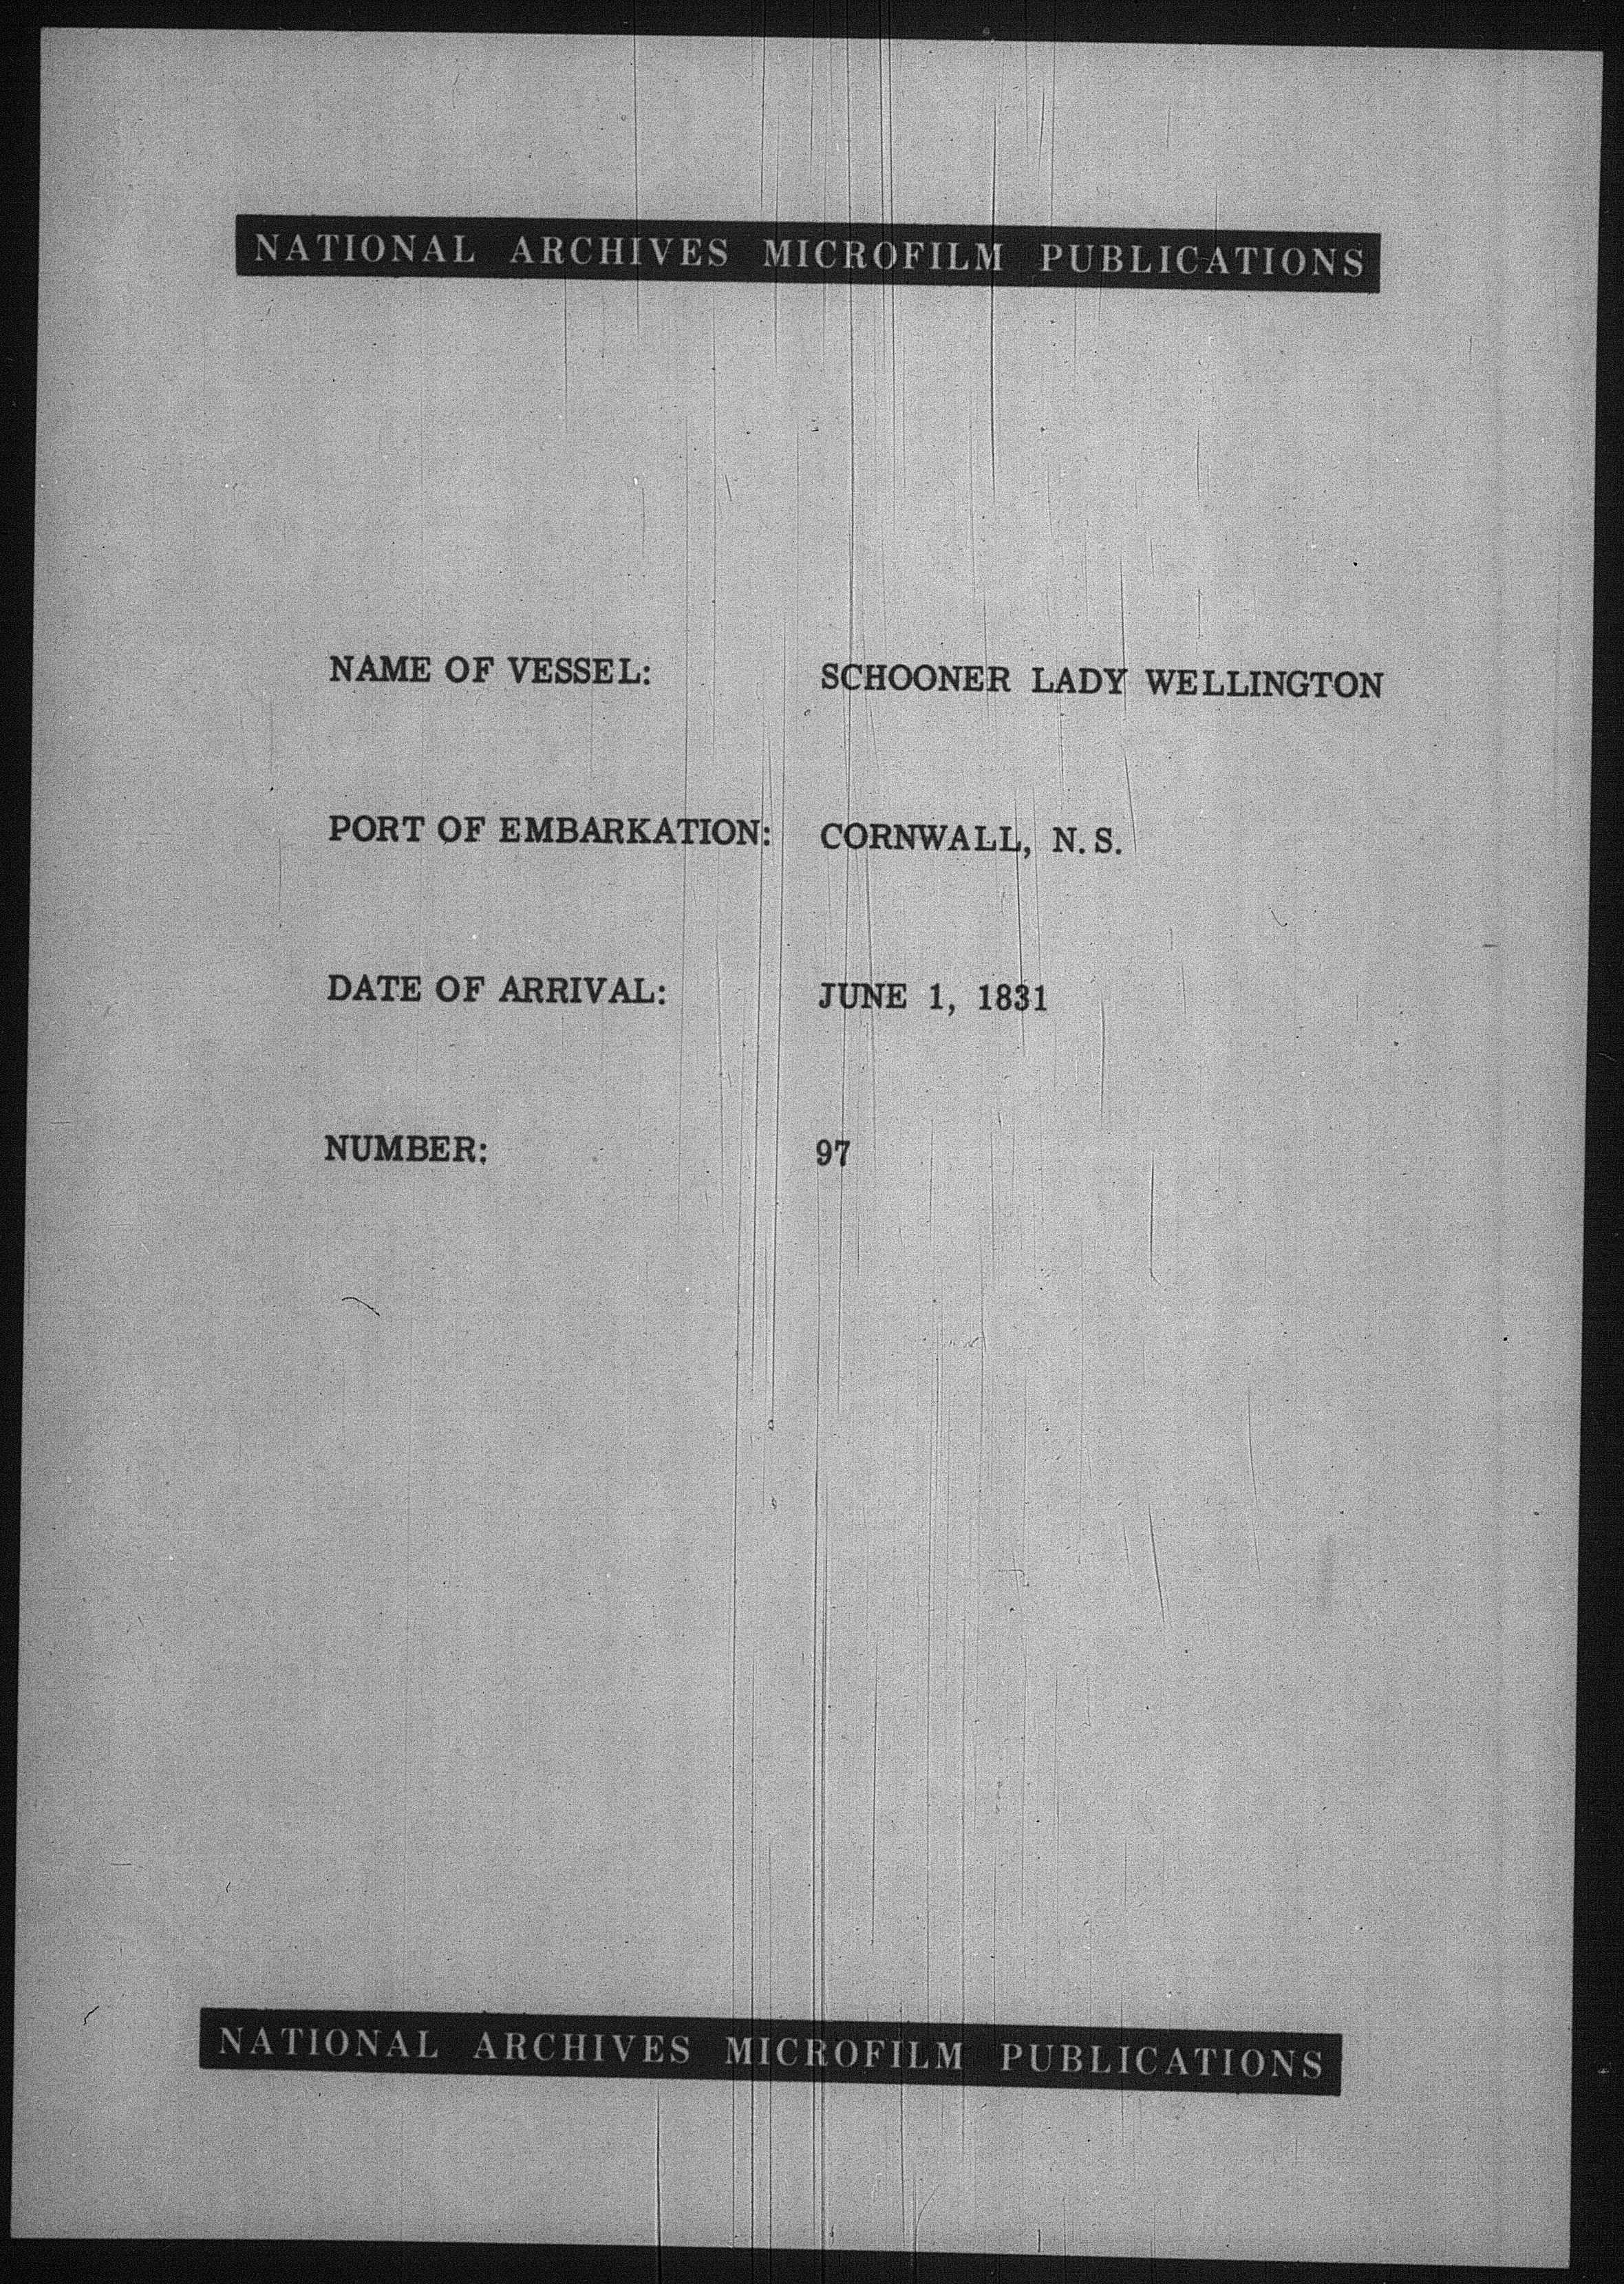 NATIONAL ARCHIVES MICROFILM PUBLICATIONS
NAME OF VESSEL: SCHOONER LADY WELLINGTON
PORT OF EMBARKATION: CORNWALL, N. S.
DATE OF ARRIVAL: JUNE 1, 1831
NUMBER: 97
NATIONAL ARCHIVES MICROFILM PUBLICATIONS